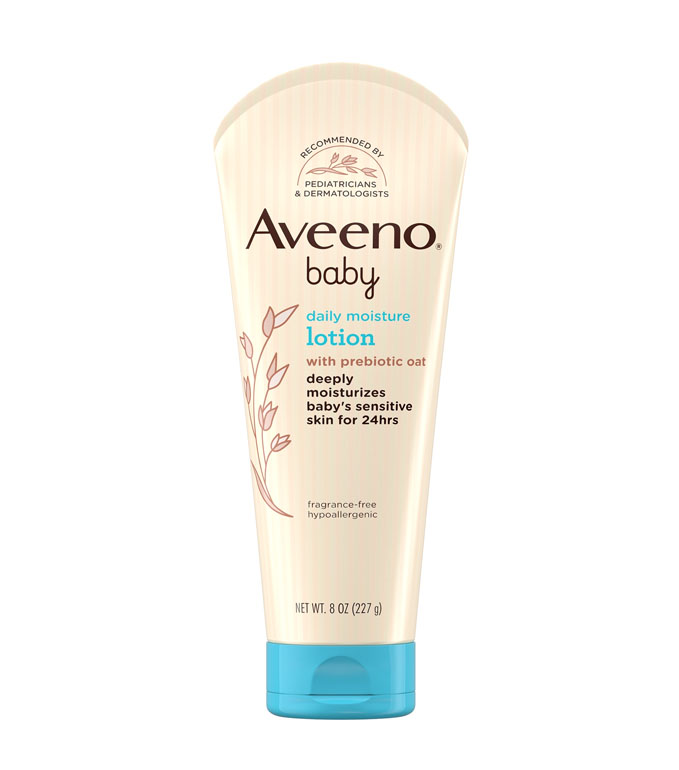 RECOMMENDED BY
PEDIATRICIANS
& DERMATOLOGISTS
Aveeno®
baby
daily moisture
lotion
with prebiotic oat
deeply
moisturizes
baby's sensitive
skin for 24hrs
fragrance-free
hypoallergenic
NET WT. 8 OZ (227 g)